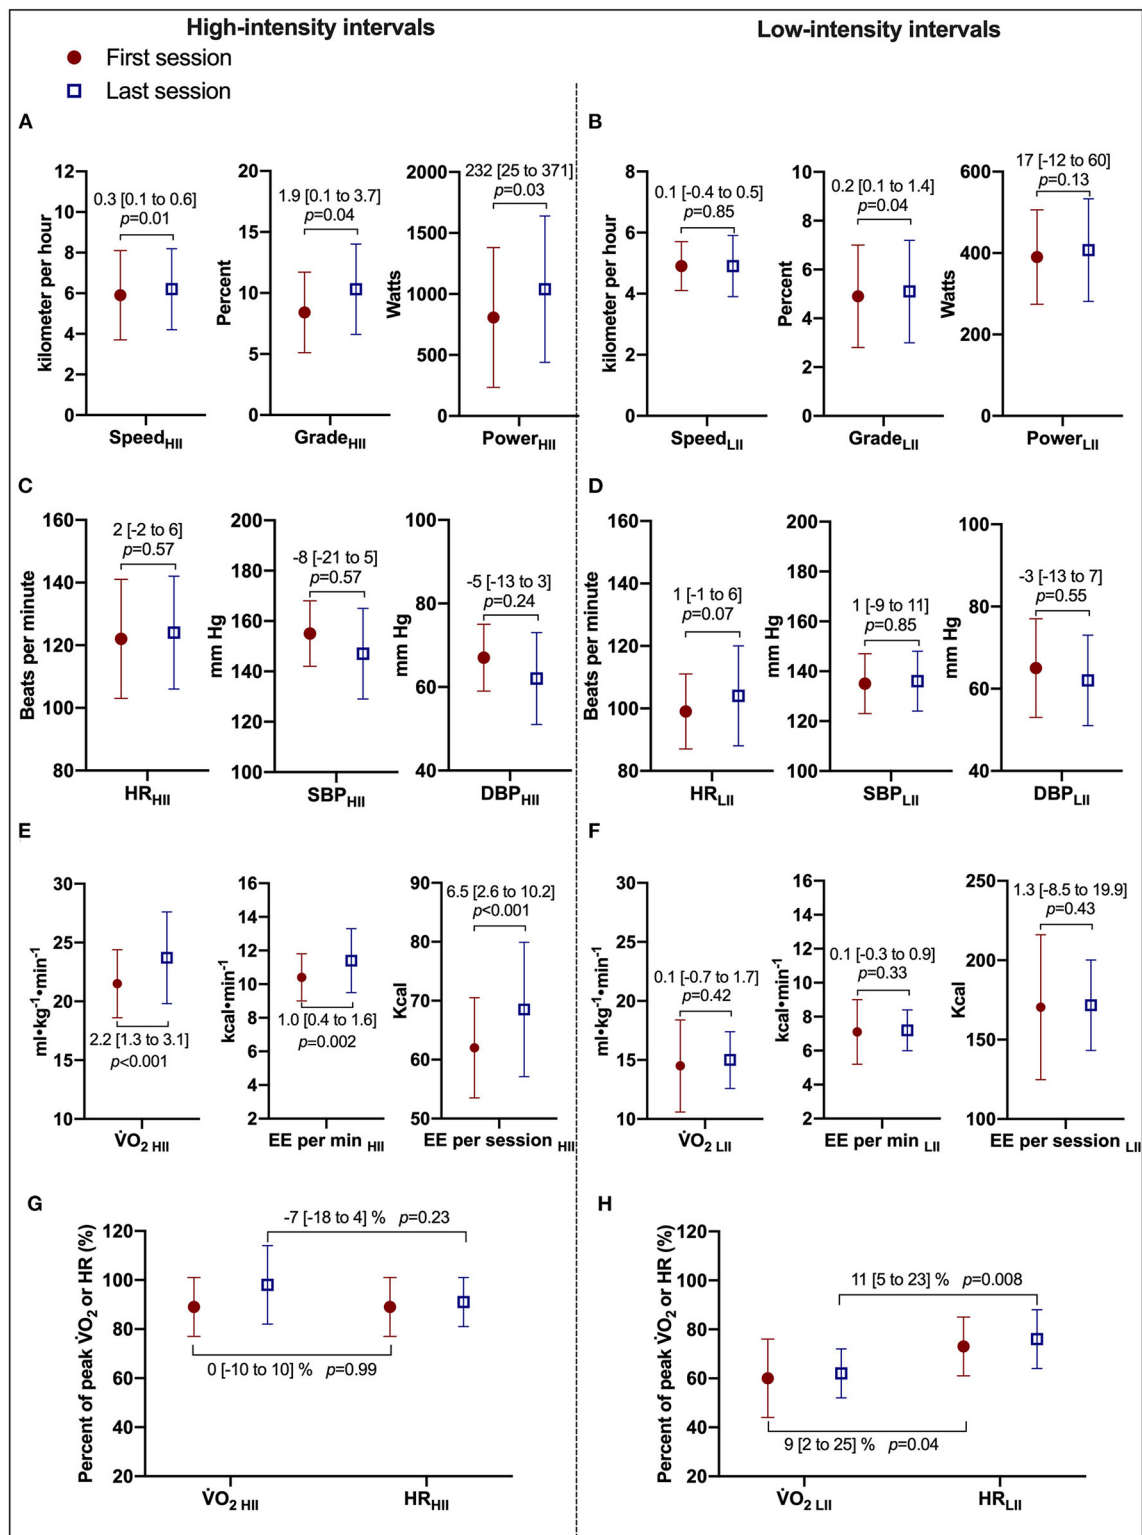 High-intensity intervals
Low-intensity intervals
First session
Last session
A
kilometer per hour
12
10
8
6
4
2
0
0.3 [0.1 to 0.6]
p=0.01
Speed_HII
Percent
20
15
10
5
0
1.9 [0.1 to 3.7]
p=0.04
Grade_HII
Watts
2000
1500
1000
500
0
232 [25 to 371]
p=0.03
Power_HII
B
kilometer per hour
8
6
4
2
0
0.1 [-0.4 to 0.5]
p=0.85
Speed_LII
Percent
10
8
6
4
2
0
0.2 [0.1 to 1.4]
p=0.04
Grade_LII
Watts
600
400
200
0
17 [-12 to 60]
p=0.13
Power_LII
C
Beats per minute
160
140
120
100
80
2 [-2 to 6]
p=0.57
HR_HII
mm Hg
200
180
160
140
120
100
-8 [-21 to 5]
p=0.57
SBP_HII
mm Hg
100
80
60
40
-5 [-13 to 3]
p=0.24
DBP_HII
D
Beats per minute
160
140
120
100
80
1 [-1 to 6]
p=0.07
HR_LII
mm Hg
200
180
160
140
120
100
1 [-9 to 11]
p=0.85
SBP_LII
mm Hg
100
80
60
40
-3 [-13 to 7]
p=0.55
DBP_LII
E
ml•kg⁻¹•min⁻¹
30
25
20
15
10
2.2 [1.3 to 3.1]
p<0.001
V̇O₂ HII
kcal•min⁻¹
16
14
12
10
8
6
4
2
1.0 [0.4 to 1.6]
p=0.002
EE per min HII
Kcal
90
80
70
60
50
6.5 [2.6 to 10.2]
p<0.001
EE per session HII
F
ml•kg⁻¹•min⁻¹
30
25
20
15
10
0.1 [-0.7 to 1.7]
p=0.42
V̇O₂ LII
kcal•min⁻¹
16
14
12
10
8
6
4
2
0.1 [-0.3 to 0.9]
p=0.33
EE per min LII
Kcal
250
200
150
100
1.3 [-8.5 to 19.9]
p=0.43
EE per session LII
G
Percent of peak V̇O₂ or HR (%)
120
100
80
60
40
20
-7 [-18 to 4] % p=0.23
0 [-10 to 10] % p=0.99
V̇O₂ HII
HR_HII
H
Percent of peak V̇O₂ or HR (%)
120
100
80
60
40
20
11 [5 to 23] % p=0.008
9 [2 to 25] % p=0.04
V̇O₂ LII
HR_LII